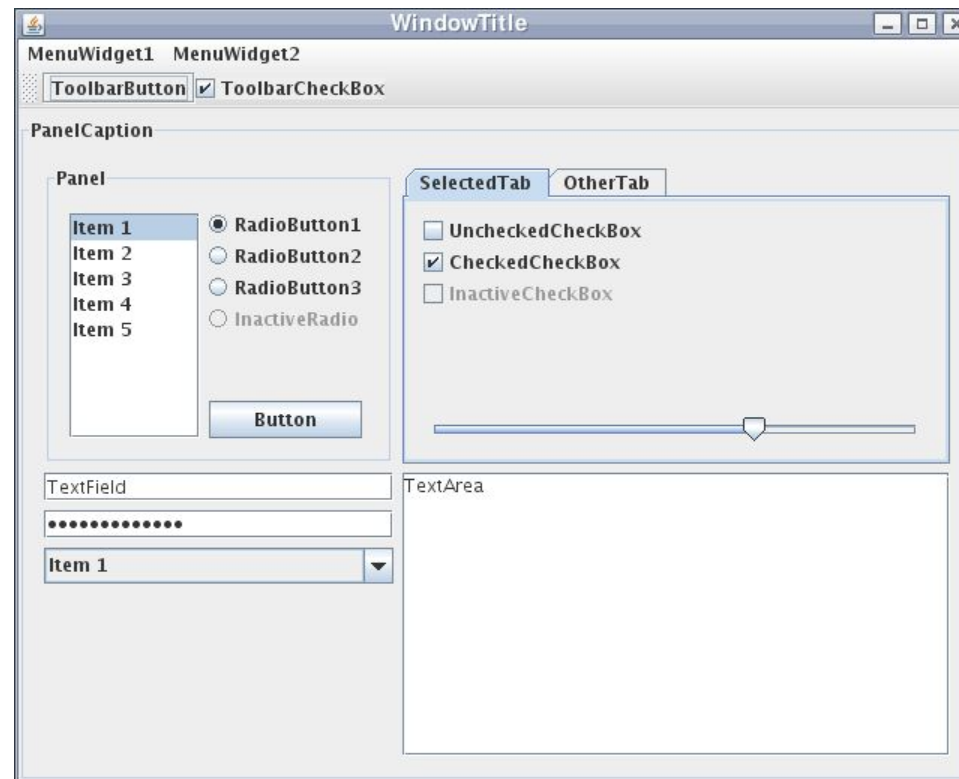 WindowTitle
MenuWidget1 MenuWidget2
ToolbarButton ToolbarCheckBox
PanelCaption
Panel
Item 1
Item 2
Item 3
Item 4
Item 5
RadioButton1
RadioButton2
RadioButton3
InactiveRadio
Button
SelectedTab OtherTab
UncheckedCheckBox
CheckedCheckBox
InactiveCheckBox
TextField
•••••••••••••
Item 1
TextArea